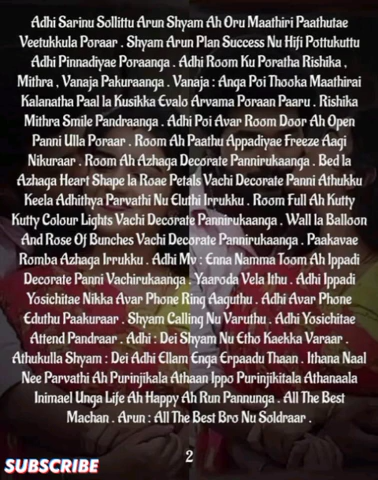 Adhi Sarinu Sollittu Arun Shyam Ah Oru Maathiri Paathutae
Veetukkula Poraar . Shyam Arun Plan Success Nu Hifi Pottukuttu
Adhi Pinnadiyae Poraanga . Adhi Room Ku Poratha Rishika ,
Mithra , Vanaja Pakuraanga . Vanaja : Anga Poi Thooka Maathirai
Kalanatha Paal la Kusikka Evalo Arvama Poraan Paaru . Rishika
Mithra Smile Pandraanga . Adhi Poi Avar Room Door Ah Open
Panni Ulla Poraar . Room Ah Paathu Appadiyae Freeze Aagi
Nikuraar . Room Ah Azhaga Decorate Pannirukaanga . Bed la
Azhaga Heart Shape la Roae Petals Vachi Decorate Panni Athukku
Keela Adhithya Parvathi Nu Eluthi Irrukku . Room Full Ah Kutty
Kutty Colour Lights Vachi Decorate Pannirukaanga . Wall la Balloon
And Rose Of Bunches Vachi Decorate Pannirukaanga . Paakavae
Romba Azhaga Irrukku . Adhi Mv : Enna Namma Toom Ah Ippadi
Decorate Panni Vachirukaanga . Yaaroda Vela Ithu . Adhi Ippadi
Yosichitae Nikka Avar Phone Ring Aaguthu . Adhi Avar Phone
Eduthu Paakuraar . Shyam Calling Nu Varuthu . Adhi Yosichitae
Attend Pandraar . Adhi : Dei Shyam Nu Etho Kaekka Varaar .
Athukulla Shyam : Dei Adhi Ellam Enga Erpaadu Thaan . Ithana Naal
Nee Parvathi Ah Purinjikala Athaan Ippo Purinjikitala Athanaala
Inimael Unga Life Ah Happy Ah Run Pannunga . All The Best
Machan . Arun : All The Best Bro Nu Soldraar .
2
SUBSCRIBE